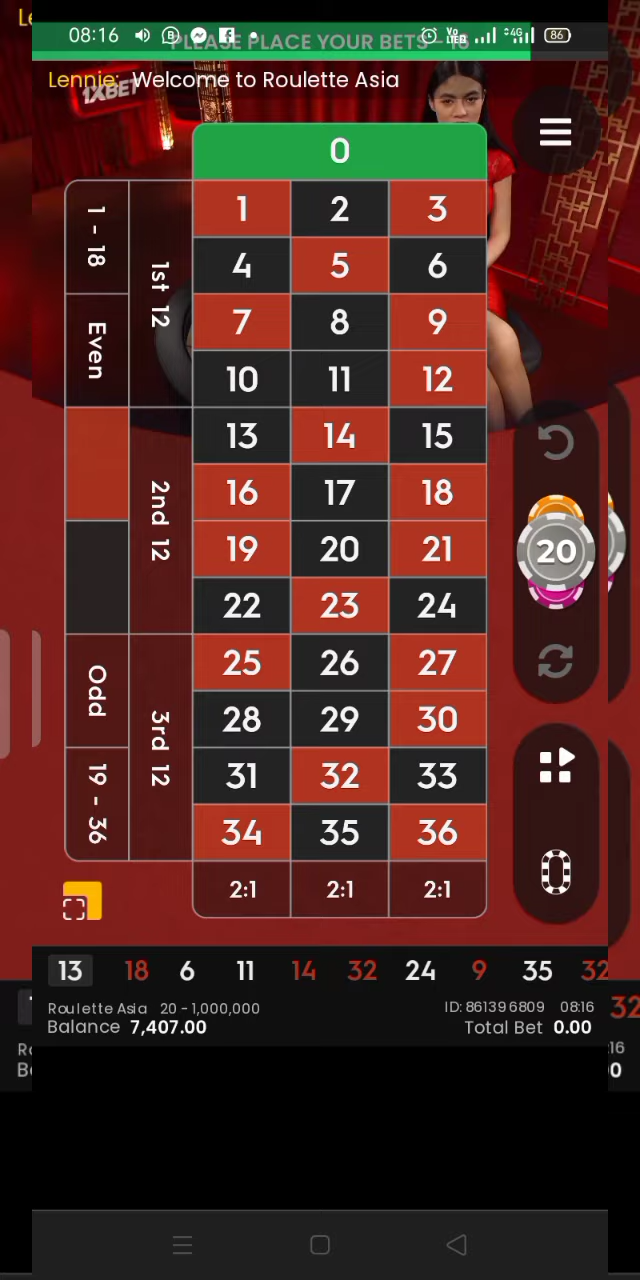 08:16
PLEASE PLACE YOUR BETS
86
Lennie: Welcome to Roulette Asia
1XBET
0
1 - 18
Even
Odd
19 - 36
1st 12
2nd 12
3rd 12
1 2 3
4 5 6
7 8 9
10 11 12
13 14 15
16 17 18
19 20 21
22 23 24
25 26 27
28 29 30
31 32 33
34 35 36
2:1 2:1 2:1
20
13 18 6 11 14 32 24 9 35 32
Roulette Asia 20 - 1,000,000
ID: 861396809 08:16
Balance 7,407.00
Total Bet 0.00